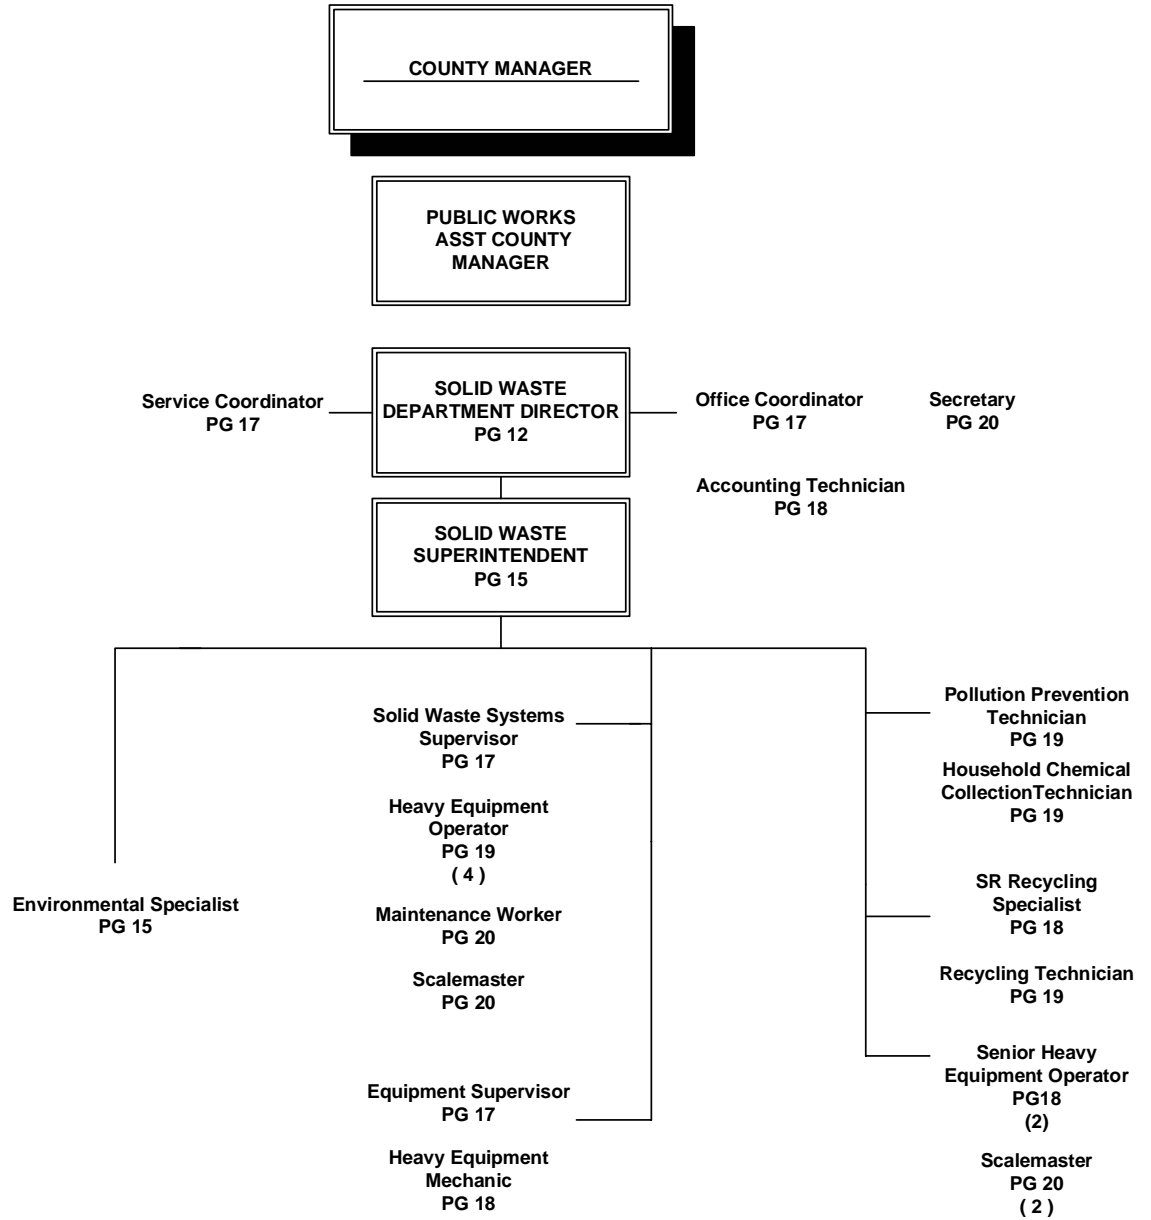 COUNTY MANAGER
PUBLIC WORKS
ASST COUNTY
MANAGER
SOLID WASTE
DEPARTMENT DIRECTOR
PG 12
Service Coordinator
PG 17
Office Coordinator
PG 17
Secretary
PG 20
Accounting Technician
PG 18
SOLID WASTE
SUPERINTENDENT
PG 15
Environmental Specialist
PG 15
Solid Waste Systems
Supervisor
PG 17
Heavy Equipment
Operator
PG 19
( 4 )
Maintenance Worker
PG 20
Scalemaster
PG 20
Equipment Supervisor
PG 17
Heavy Equipment
Mechanic
PG 18
Pollution Prevention
Technician
PG 19
Household Chemical
CollectionTechnician
PG 19
SR Recycling
Specialist
PG 18
Recycling Technician
PG 19
Senior Heavy
Equipment Operator
PG18
(2)
Scalemaster
PG 20
( 2 )